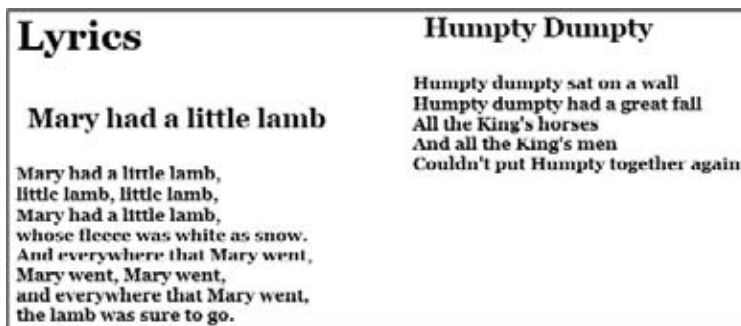 Lyrics
Mary had a little lamb
Mary had a little lamb,
little lamb, little lamb,
Mary had a little lamb,
whose fleece was white as snow.
And everywhere that Mary went,
Mary went, Mary went,
and everywhere that Mary went,
the lamb was sure to go.
Humpty Dumpty
Humpty dumpty sat on a wall
Humpty dumpty had a great fall
All the King's horses
And all the King's men
Couldn't put Humpty together again